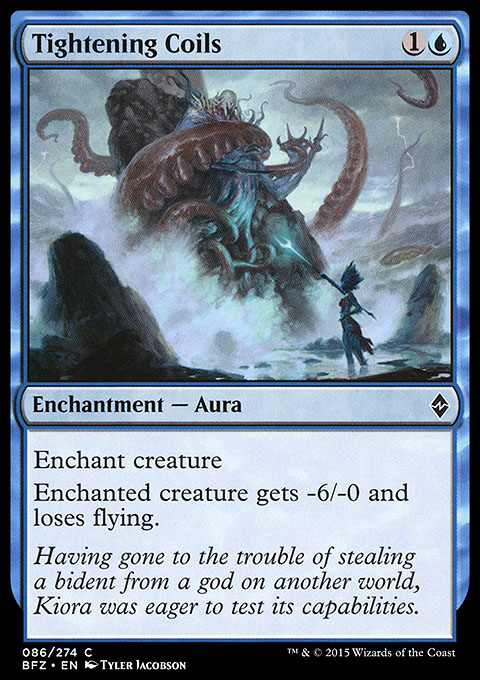 Tightening Coils 1
Enchantment — Aura
Enchant creature
Enchanted creature gets -6/-0 and
loses flying.
Having gone to the trouble of stealing
a bident from a god on another world,
Kiora was eager to test its capabilities.
086/274 C
BFZ • EN Tyler Jacobson
™ & © 2015 Wizards of the Coast